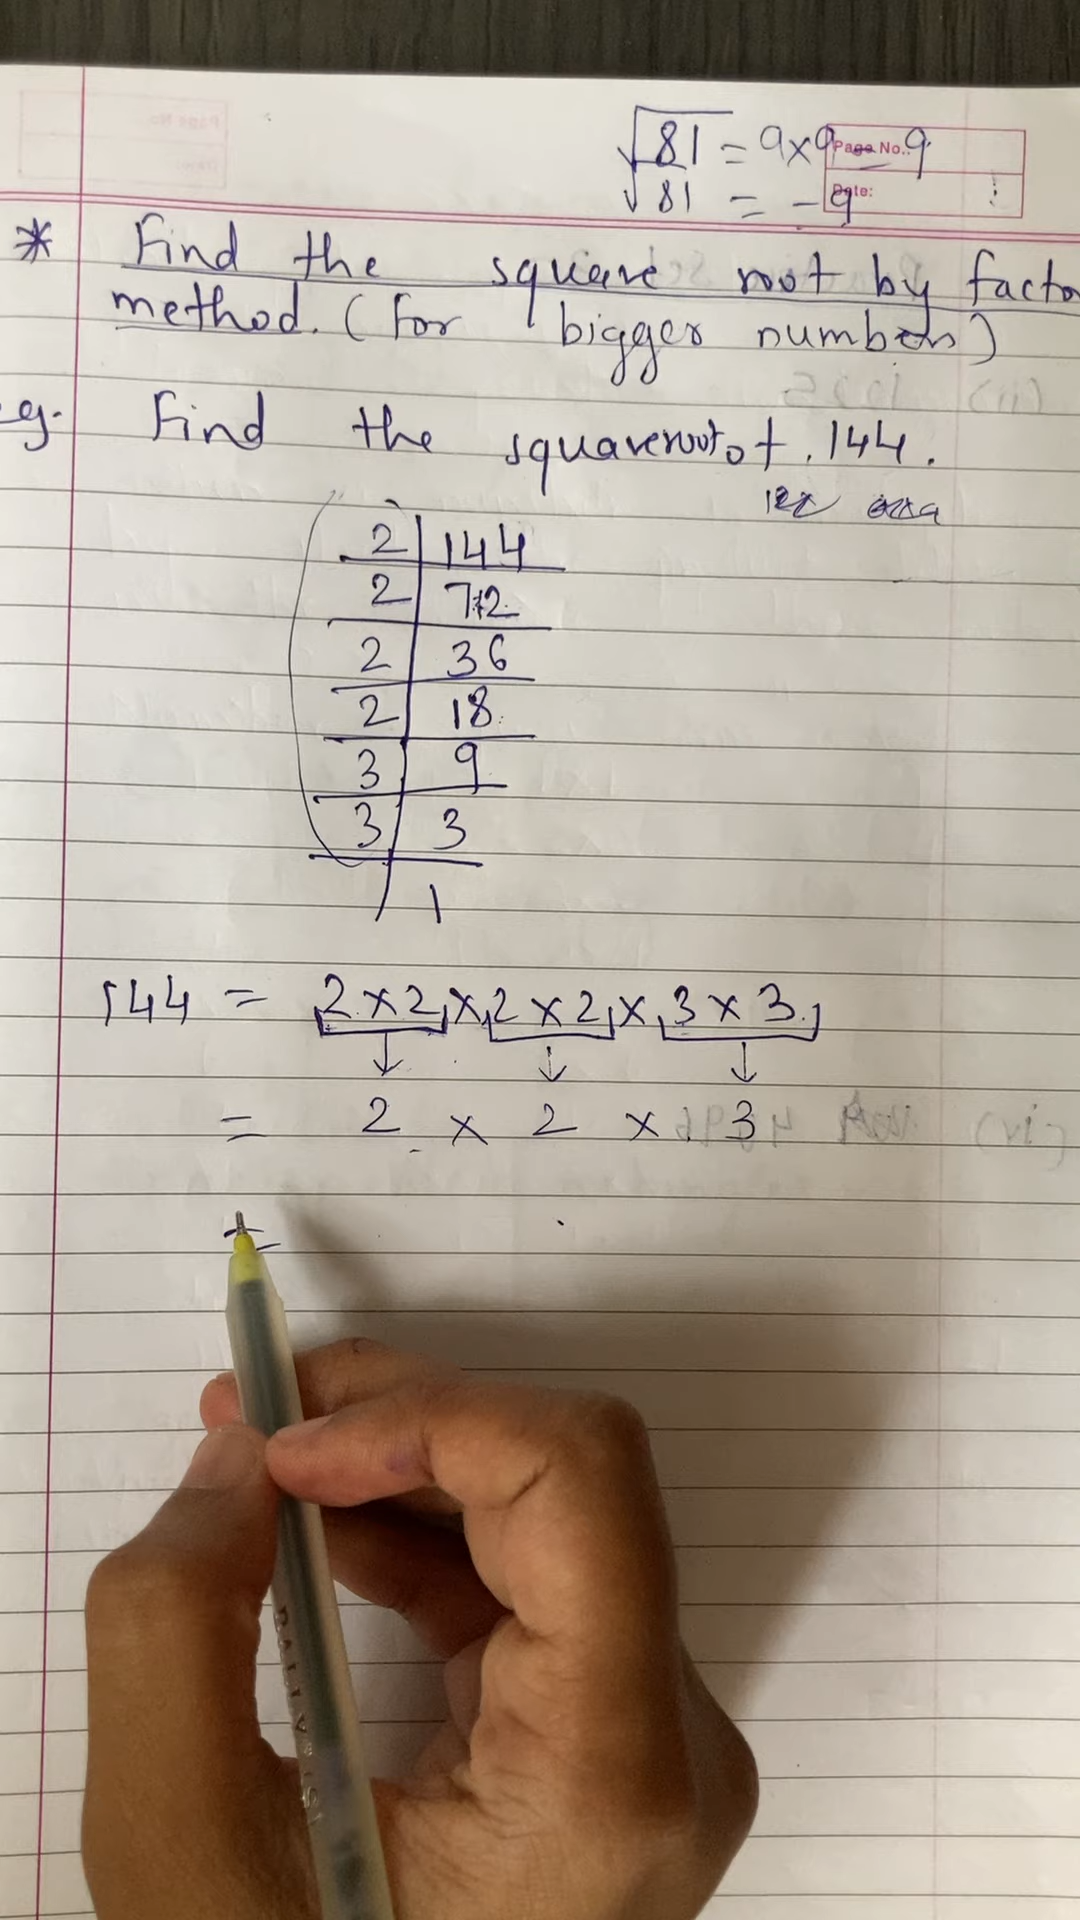 √81 = 9×9 = 9
Page No.:
√81 = -9
Date:
* Find the square root by facto
method. (For bigger numbers)
eg. Find the squareroot of 144.
2 | 144
2 | 72
2 | 36
2 | 18
3 | 9
3 | 3
1
144 = 2×2×2×2×3×3
↓ ↓ ↓
= 2 × 2 × 3
=